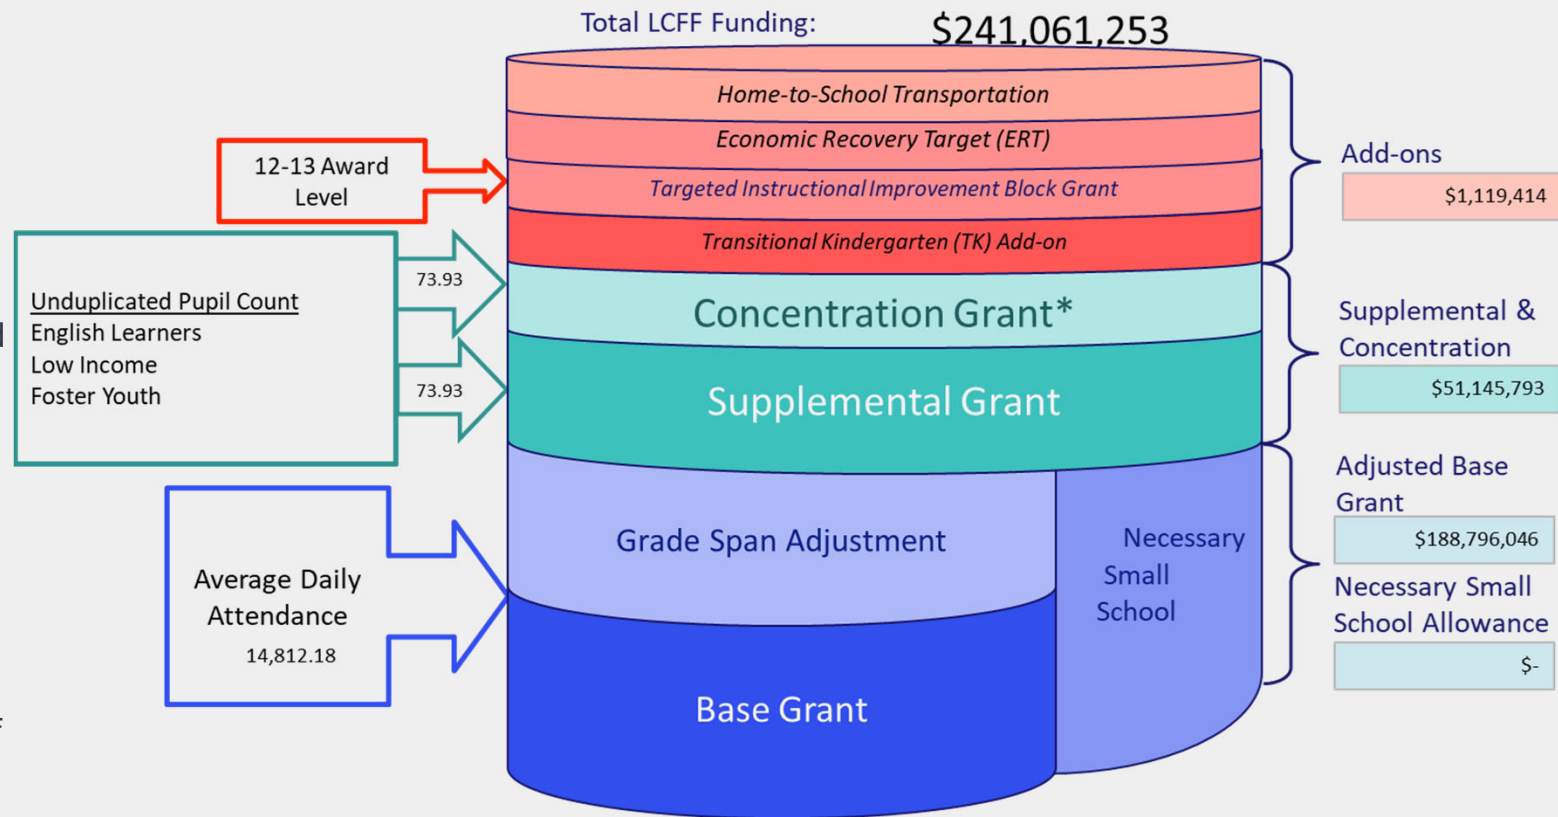 Total LCFF Funding: $241,061,253
Home-to-School Transportation
Economic Recovery Target (ERT)
Targeted Instructional Improvement Block Grant
Transitional Kindergarten (TK) Add-on
Concentration Grant*
Supplemental Grant
Grade Span Adjustment
Base Grant
Necessary
Small
School
12-13 Award
Level
Unduplicated Pupil Count
English Learners
Low Income
Foster Youth
73.93
73.93
Average Daily
Attendance
14,812.18
Add-ons
$1,119,414
Supplemental &
Concentration
$51,145,793
Adjusted Base
Grant
$188,796,046
Necessary Small
School Allowance
$-